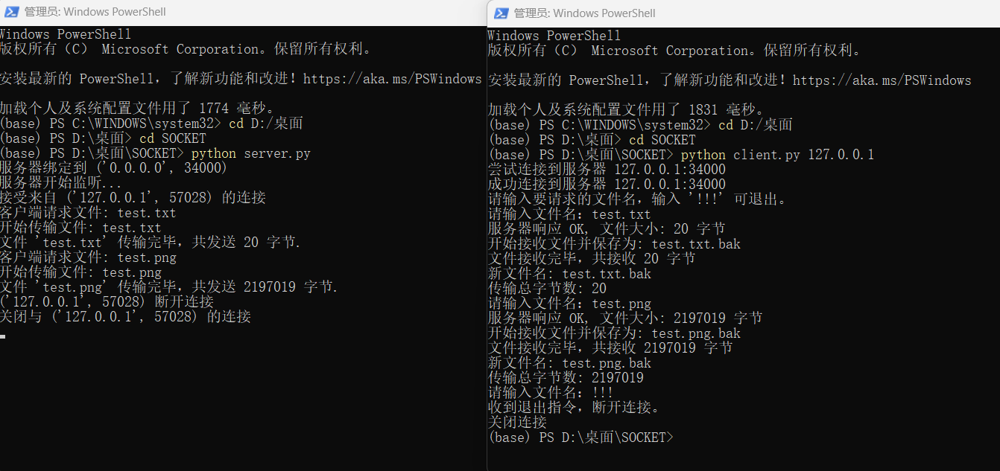 管理员: Windows PowerShell
Windows PowerShell
版权所有（C） Microsoft Corporation。保留所有权利。
安装最新的 PowerShell，了解新功能和改进！https://aka.ms/PSWindows
加载个人及系统配置文件用了 1774 毫秒。
(base) PS C:\WINDOWS\system32> cd D:/桌面
(base) PS D:\桌面> cd SOCKET
(base) PS D:\桌面\SOCKET> python server.py
服务器绑定到 ('0.0.0.0', 34000)
服务器开始监听...
接受来自 ('127.0.0.1', 57028) 的连接
客户端请求文件: test.txt
开始传输文件: test.txt
文件 'test.txt' 传输完毕，共发送 20 字节.
客户端请求文件: test.png
开始传输文件: test.png
文件 'test.png' 传输完毕，共发送 2197019 字节.
('127.0.0.1', 57028) 断开连接
关闭与 ('127.0.0.1', 57028) 的连接
管理员: Windows PowerShell
Windows PowerShell
版权所有（C） Microsoft Corporation。保留所有权利。
安装最新的 PowerShell，了解新功能和改进！https://aka.ms/PSWindows
加载个人及系统配置文件用了 1831 毫秒。
(base) PS C:\WINDOWS\system32> cd D:/桌面
(base) PS D:\桌面> cd SOCKET
(base) PS D:\桌面\SOCKET> python client.py 127.0.0.1
尝试连接到服务器 127.0.0.1:34000
成功连接到服务器 127.0.0.1:34000
请输入要请求的文件名，输入 '!!!' 可退出。
请输入文件名：test.txt
服务器响应 OK, 文件大小: 20 字节
开始接收文件并保存为: test.txt.bak
文件接收完毕，共接收 20 字节
新文件名: test.txt.bak
传输总字节数: 20
请输入文件名：test.png
服务器响应 OK, 文件大小: 2197019 字节
开始接收文件并保存为: test.png.bak
文件接收完毕，共接收 2197019 字节
新文件名: test.png.bak
传输总字节数: 2197019
请输入文件名：!!!
收到退出指令，断开连接。
关闭连接
(base) PS D:\桌面\SOCKET>